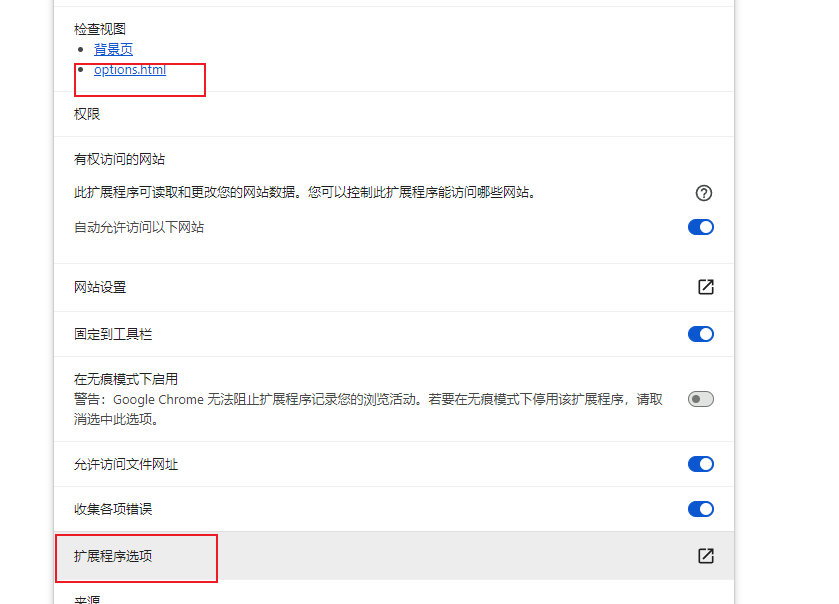 检查视图
背景页
options.html
权限
有权访问的网站
此扩展程序可读取和更改您的网站数据。您可以控制此扩展程序能访问哪些网站。
自动允许访问以下网站
网站设置
固定到工具栏
在无痕模式下启用
警告：Google Chrome 无法阻止扩展程序记录您的浏览活动。若要在无痕模式下停用该扩展程序，请取
消选中此选项。
允许访问文件网址
收集各项错误
扩展程序选项
来源